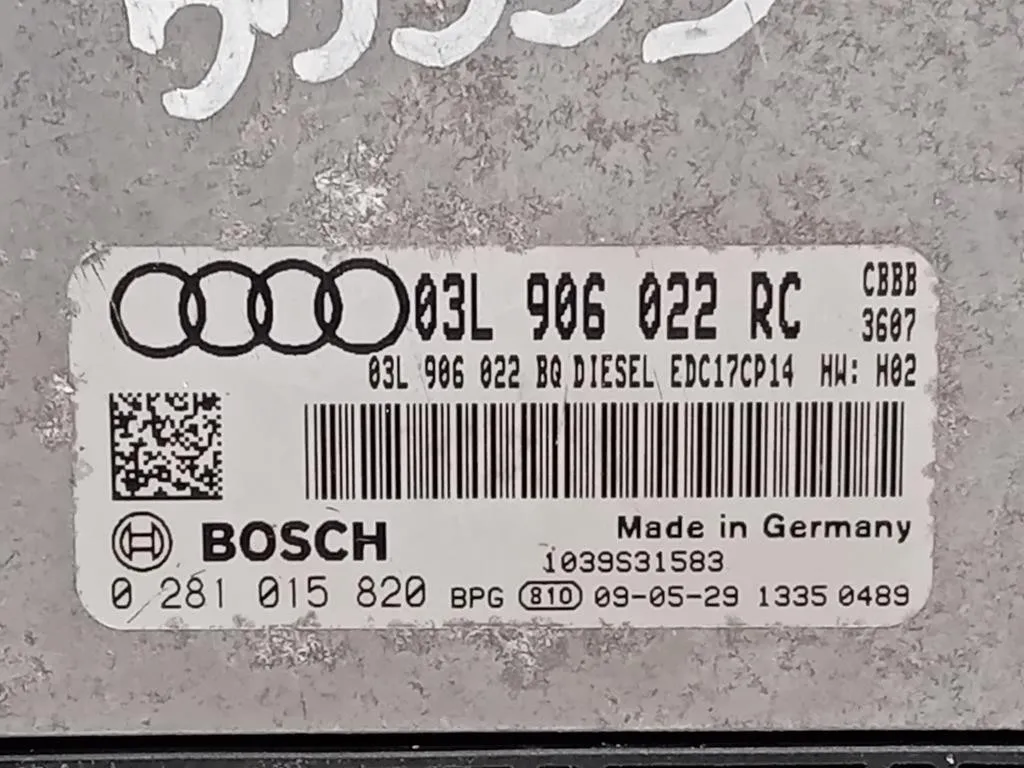 03L 906 022 RC CBBB
3607
03L 906 022 BQ DIESEL EDC17CP14 HW: H02
BOSCH Made in Germany
1039S31583
0 281 015 820 BPG 810 09-05-29 1335 0489